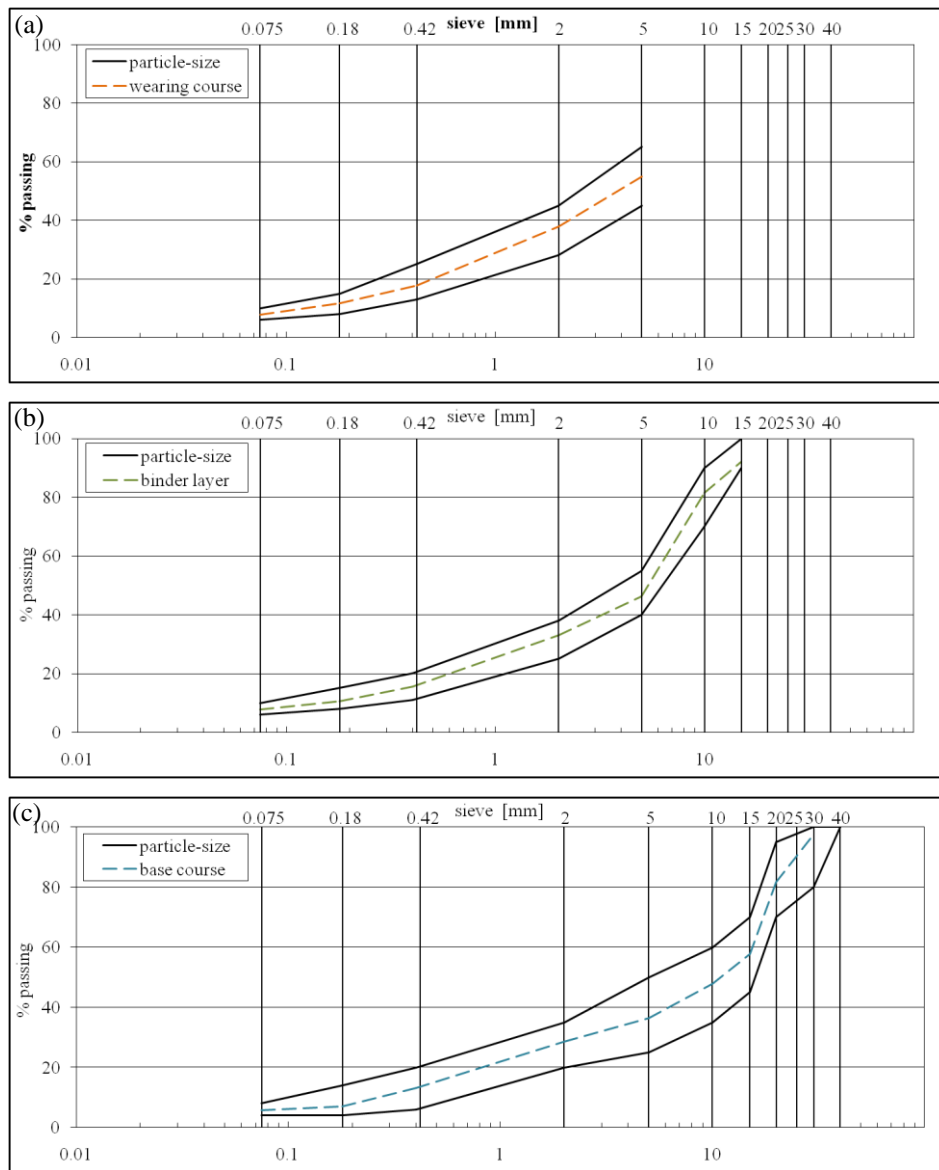 (a)
sieve [mm]
0.075 0.18 0.42 2 5 10 15 20 25 30 40
particle-size
wearing course
% passing
100
80
60
40
20
0
0.01 0.1 1 10
(b)
sieve [mm]
0.075 0.18 0.42 2 5 10 15 20 25 30 40
particle-size
binder layer
% passing
100
80
60
40
20
0
0.01 0.1 1 10
(c)
sieve [mm]
0.075 0.18 0.42 2 5 10 15 20 25 30 40
particle-size
base course
% passing
100
80
60
40
20
0
0.01 0.1 1 10